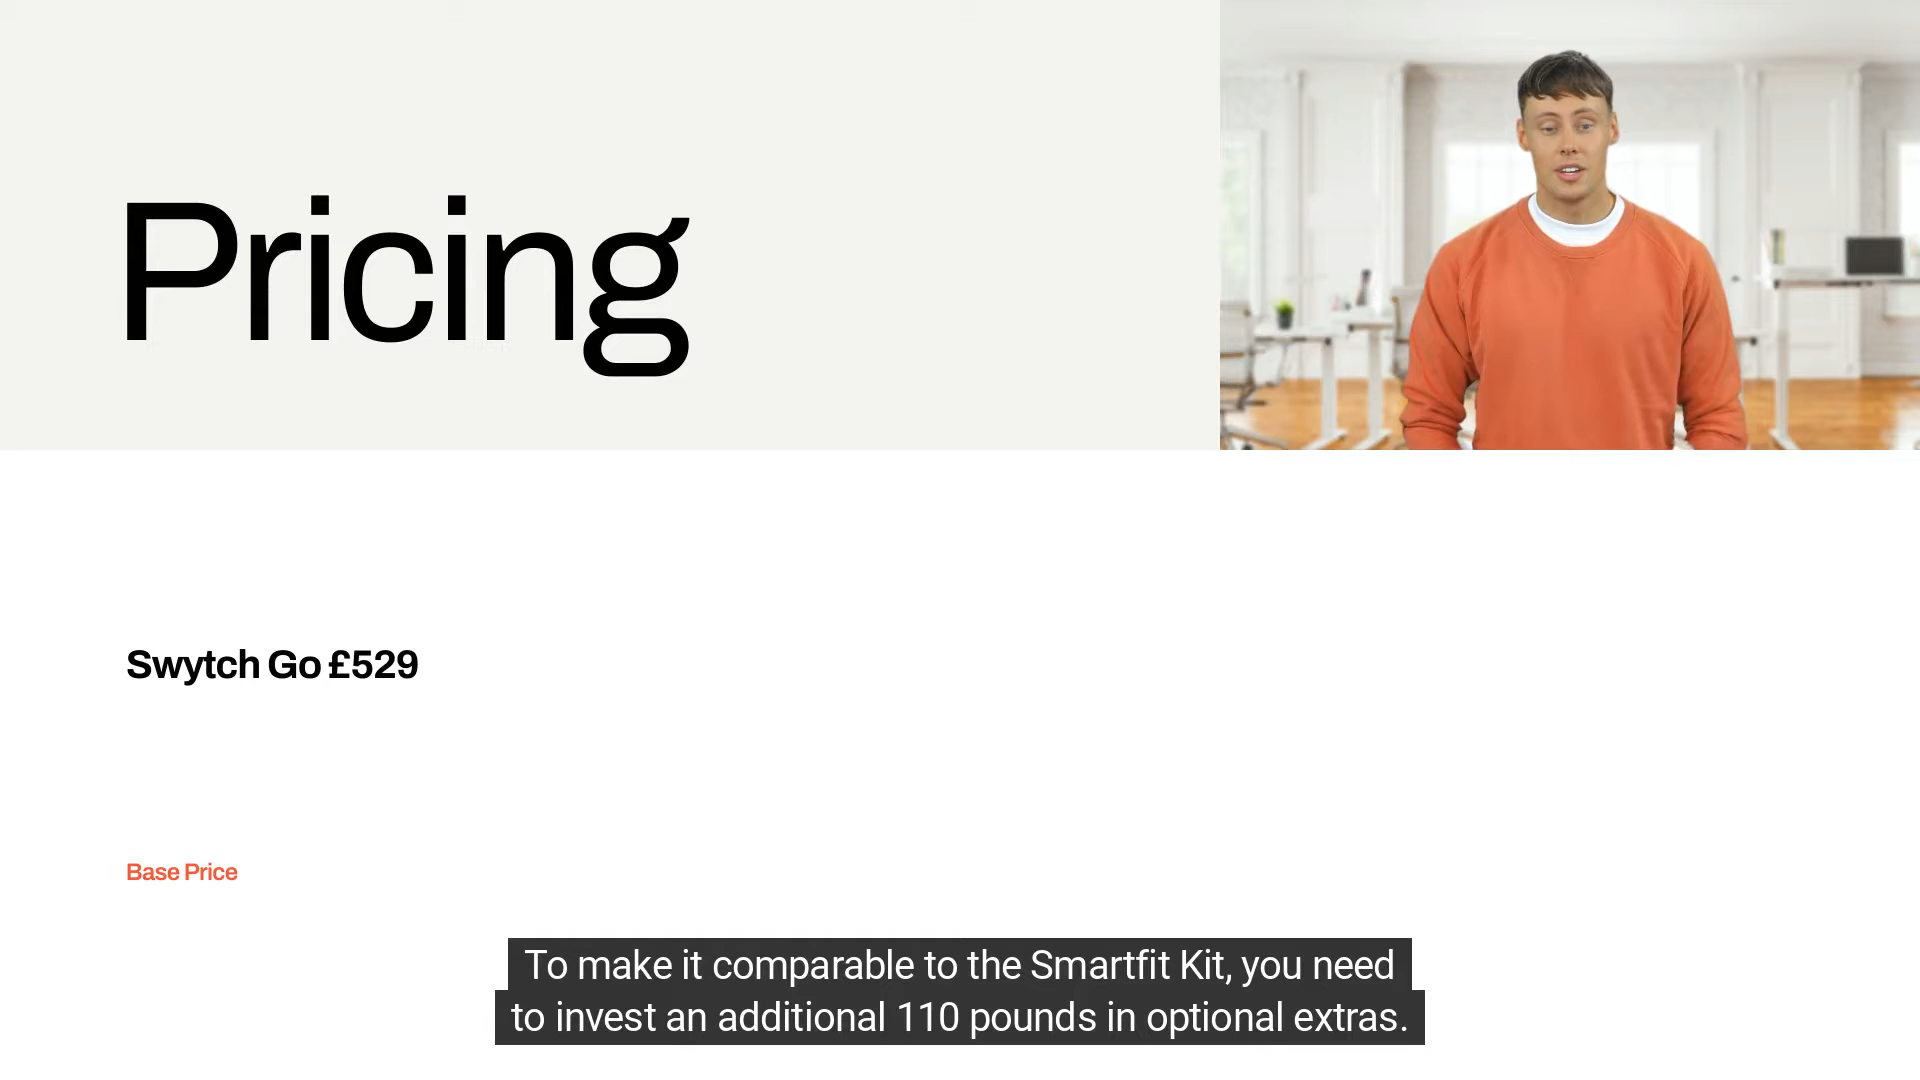 Pricing
Swytch Go £529
Base Price
To make it comparable to the Smartfit Kit, you need
to invest an additional 110 pounds in optional extras.